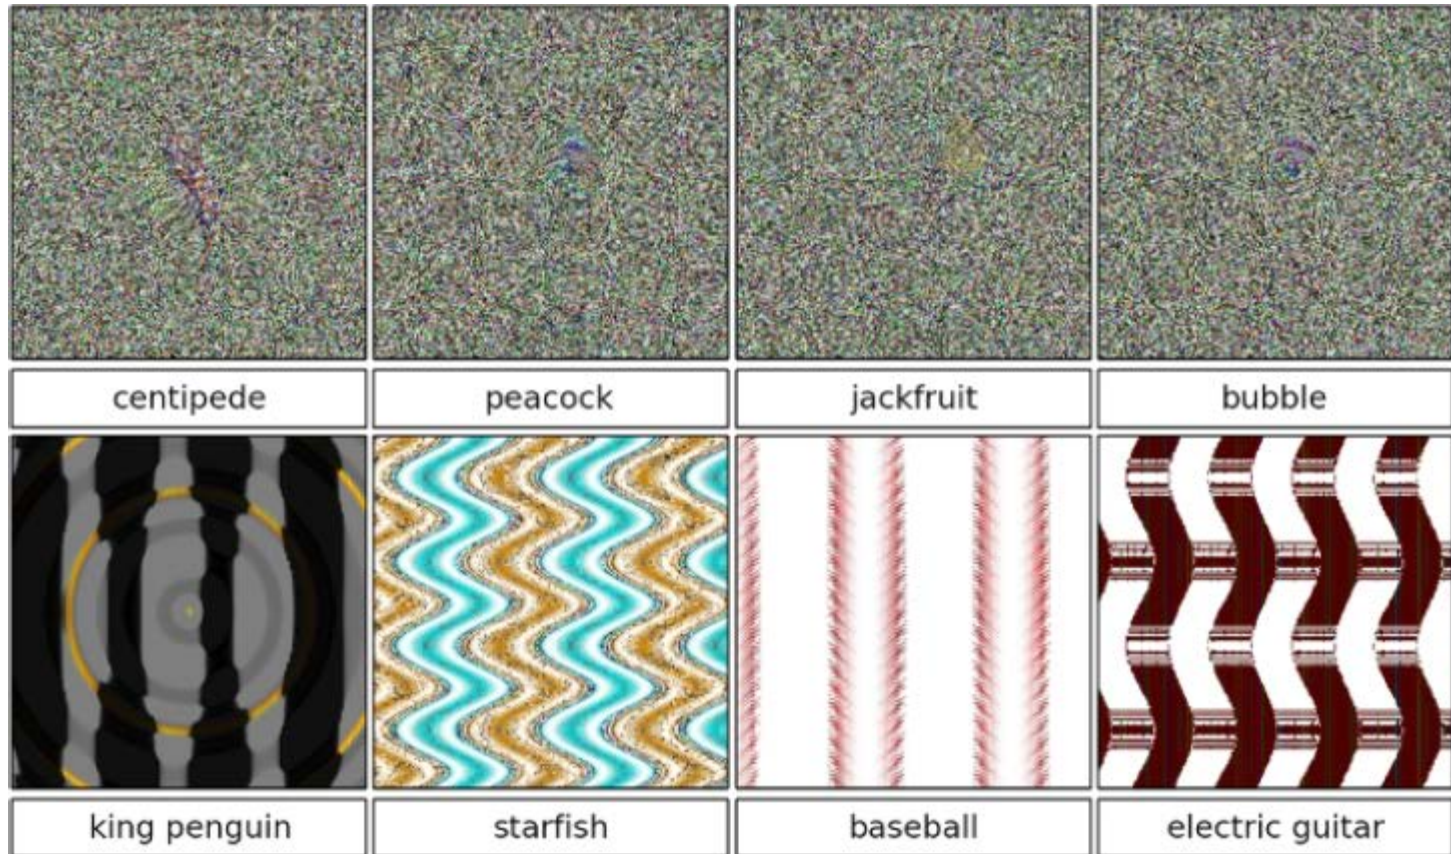 centipede
peacock
jackfruit
bubble
king penguin
starfish
baseball
electric guitar